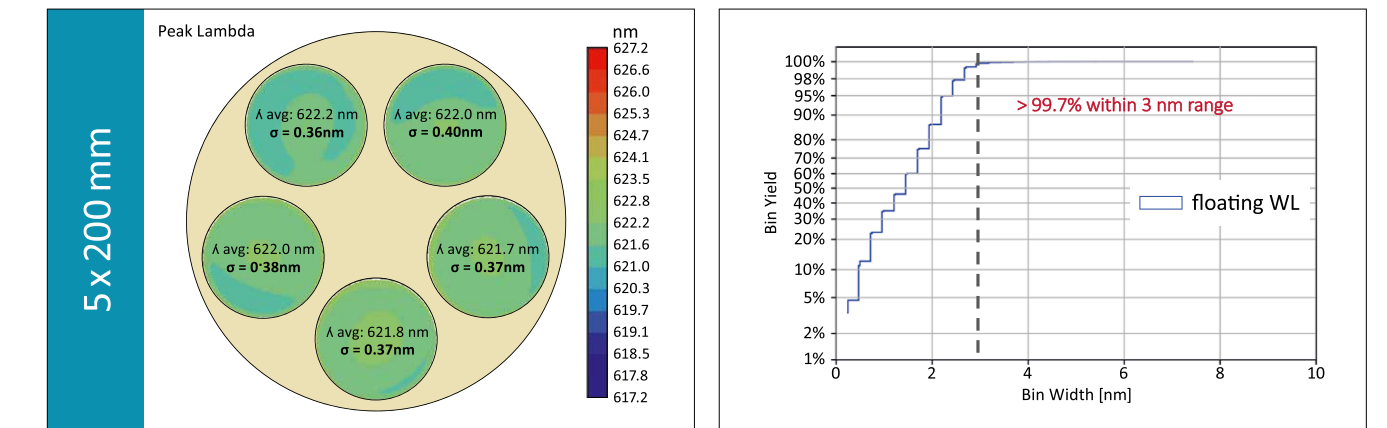 5 x 200 mm
Peak Lambda
ʎ avg: 622.2 nm
σ = 0.36nm
ʎ avg: 622.0 nm
σ = 0.40nm
ʎ avg: 622.0 nm
σ = 0·38nm
ʎ avg: 621.7 nm
σ = 0.37nm
ʎ avg: 621.8 nm
σ = 0.37nm
nm
627.2
626.6
626.0
625.3
624.7
624.1
623.5
622.8
622.2
621.6
621.0
620.3
619.7
619.1
618.5
617.8
617.2
Bin Yield
100%
98%
95%
90%
80%
70%
60%
50%
40%
30%
20%
10%
5%
2%
1%
> 99.7% within 3 nm range
floating WL
0 2 4 6 8 10
Bin Width [nm]